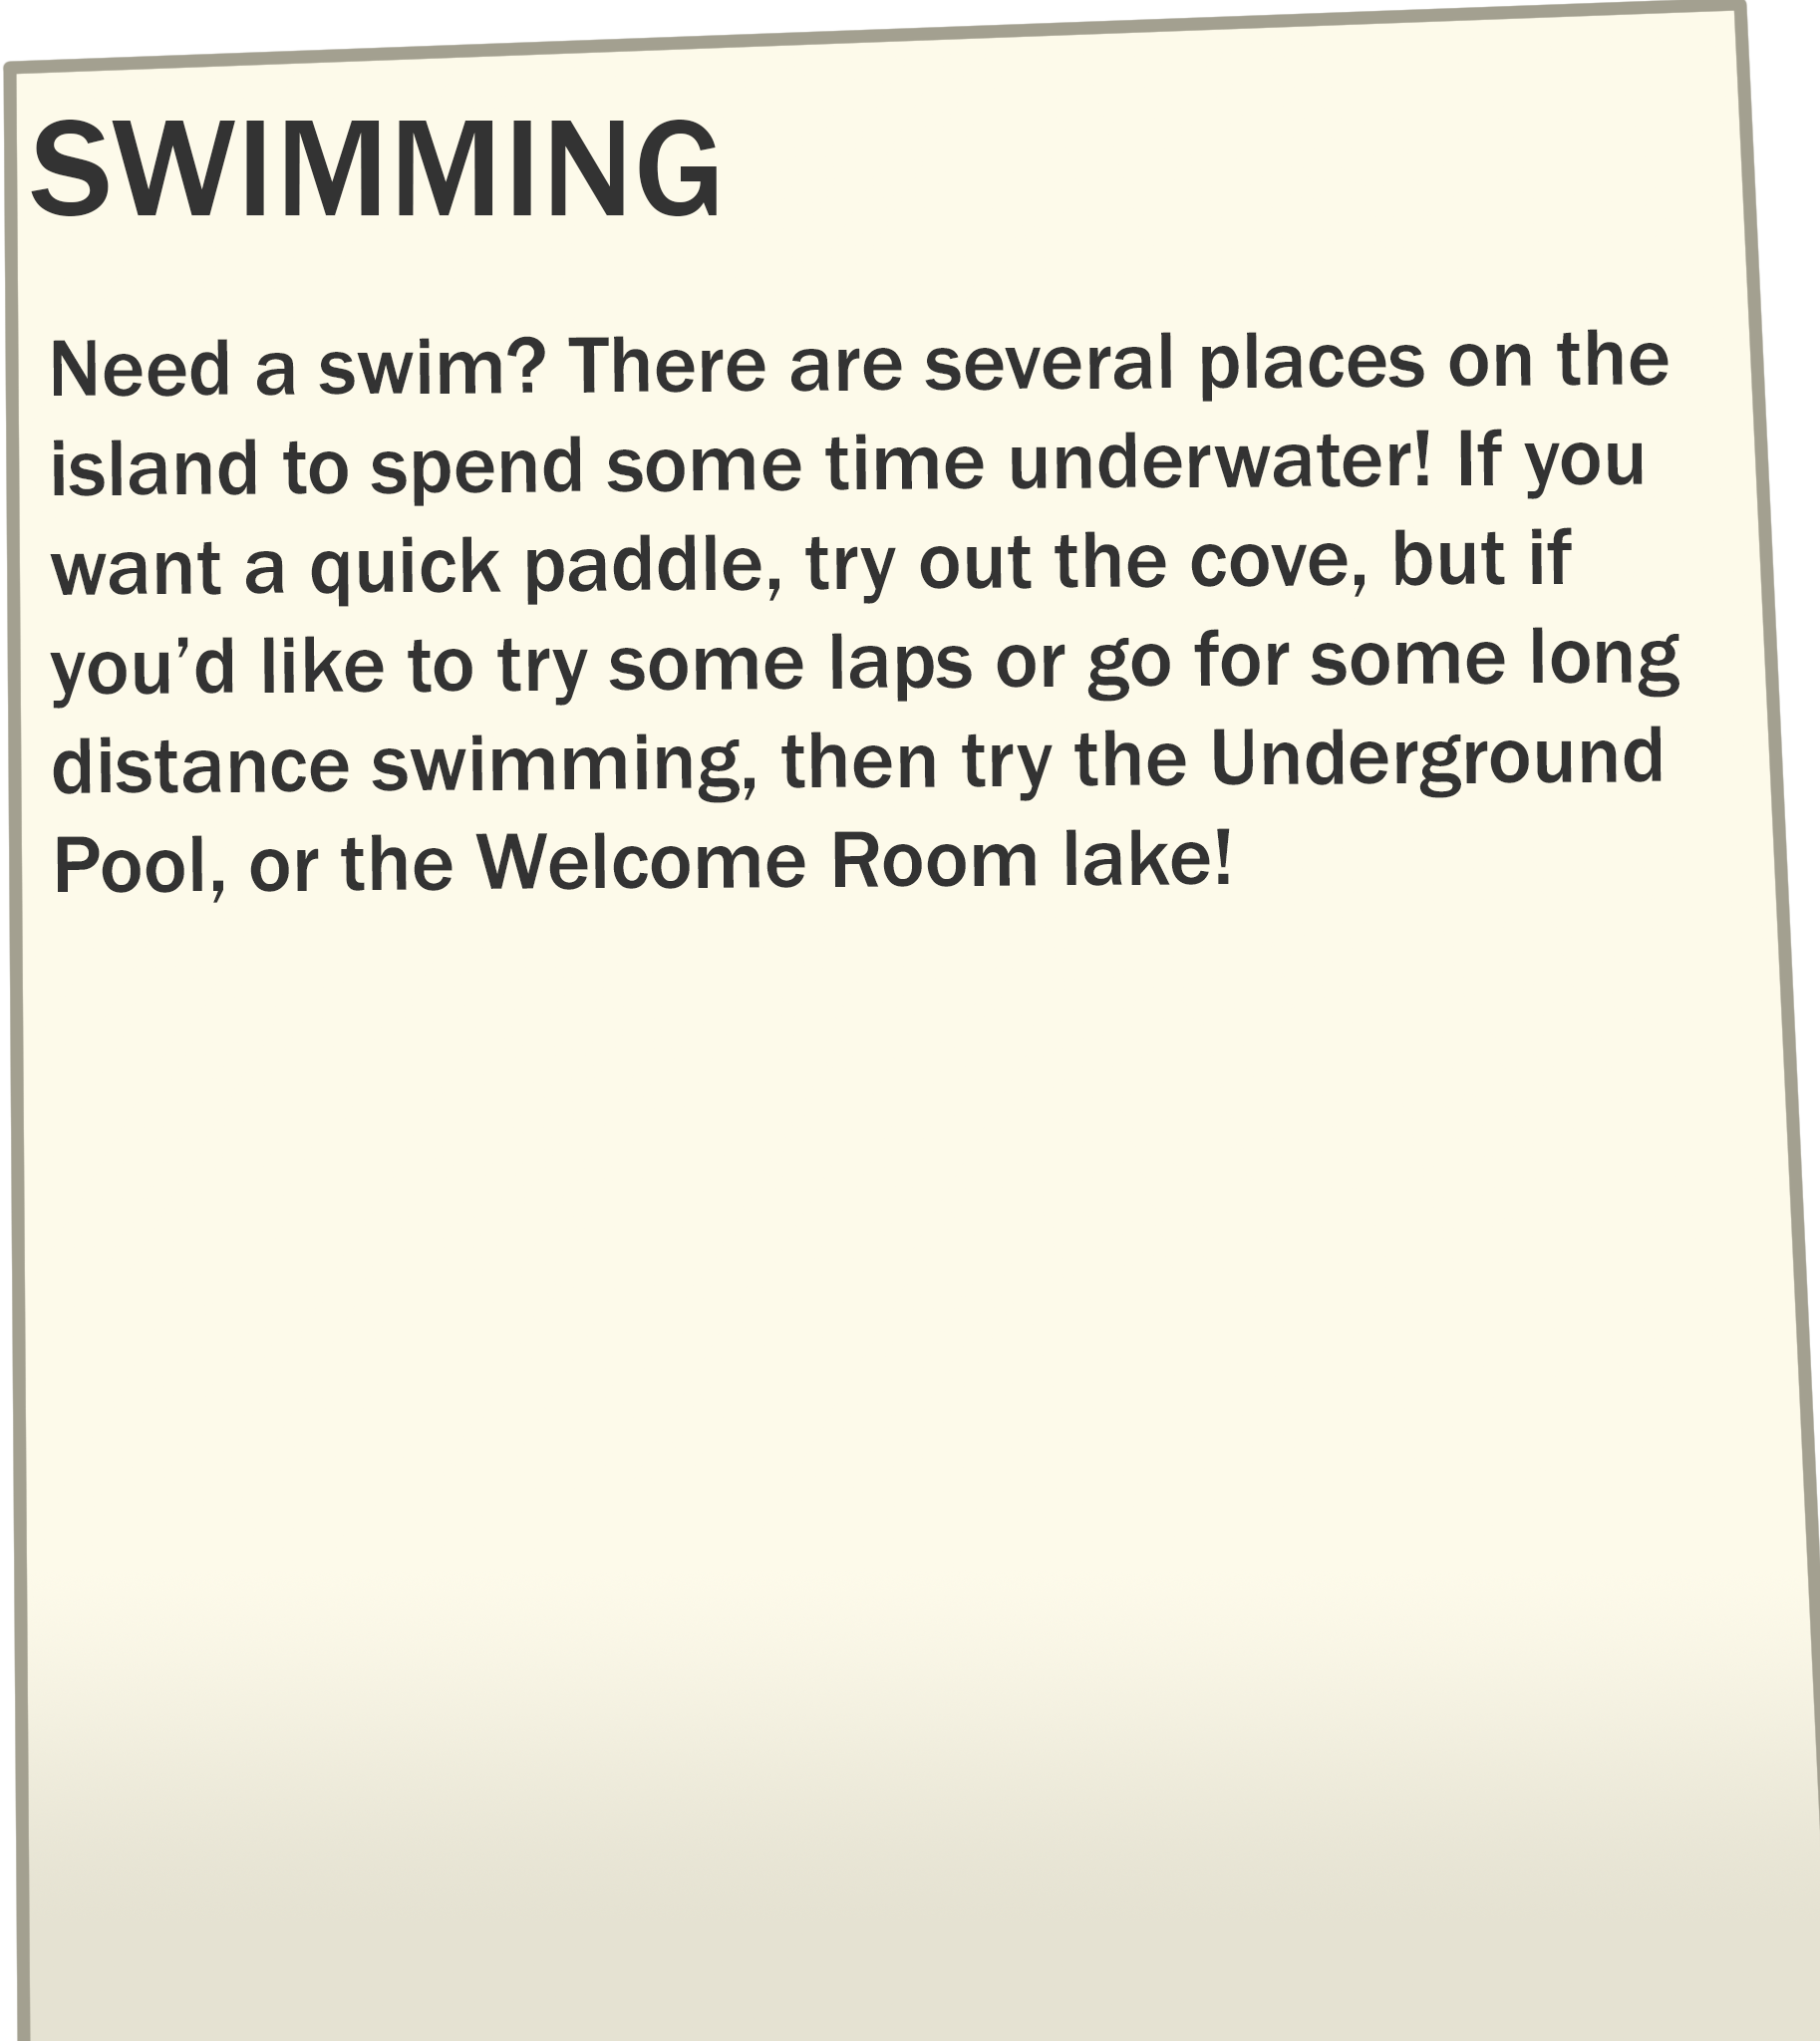 SWIMMING
Need a swim? There are several places on the
island to spend some time underwater! If you
want a quick paddle, try out the cove, but if
you’d like to try some laps or go for some long
distance swimming, then try the Underground
Pool, or the Welcome Room lake!